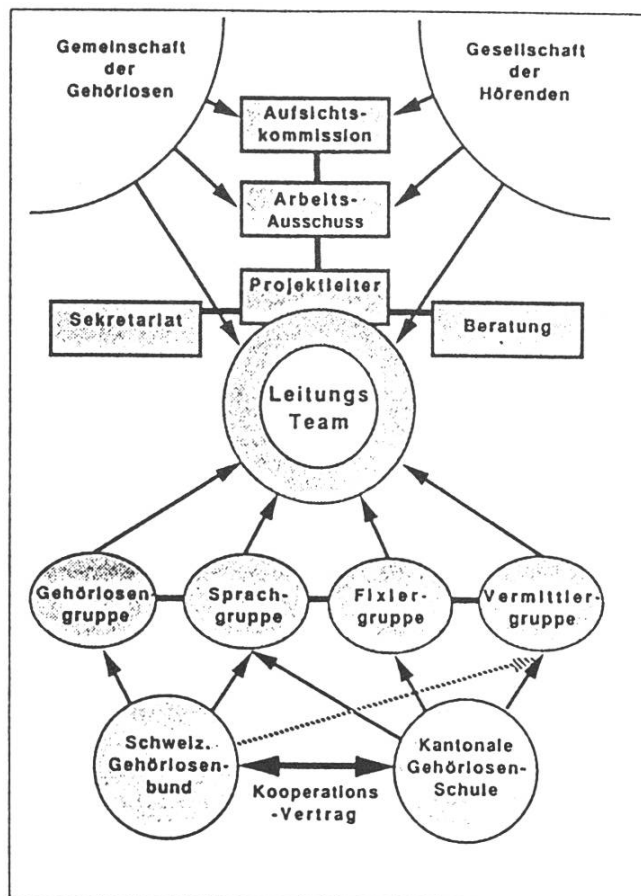 Gemeinschaft
der
Gehörlosen
Gesellschaft
der
Hörenden
Aufsichts-
kommission
Arbeits-
Ausschuss
Projektleiter
Sekretariat
Beratung
Leitungs
Team
Gehörlosen-
gruppe
Sprach-
gruppe
Fixier-
gruppe
Vermittler-
gruppe
Schweiz.
Gehörlosen-
bund
Kooperations
-Vertrag
Kantonale
Gehörlosen-
Schule